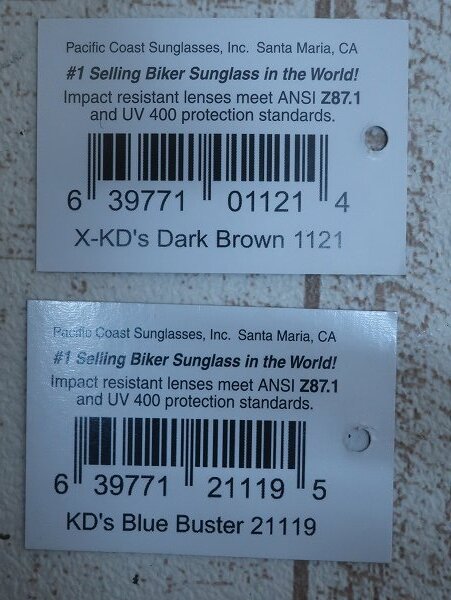 Pacific Coast Sunglasses, Inc. Santa Maria, CA
#1 Selling Biker Sunglass in the World!
Impact resistant lenses meet ANSI Z87.1
and UV 400 protection standards.
6 39771 01121 4
X-KD's Dark Brown 1121
Pacific Coast Sunglasses, Inc. Santa Maria, CA
#1 Selling Biker Sunglass in the World!
Impact resistant lenses meet ANSI Z87.1
and UV 400 protection standards.
6 39771 21119 5
KD's Blue Buster 21119